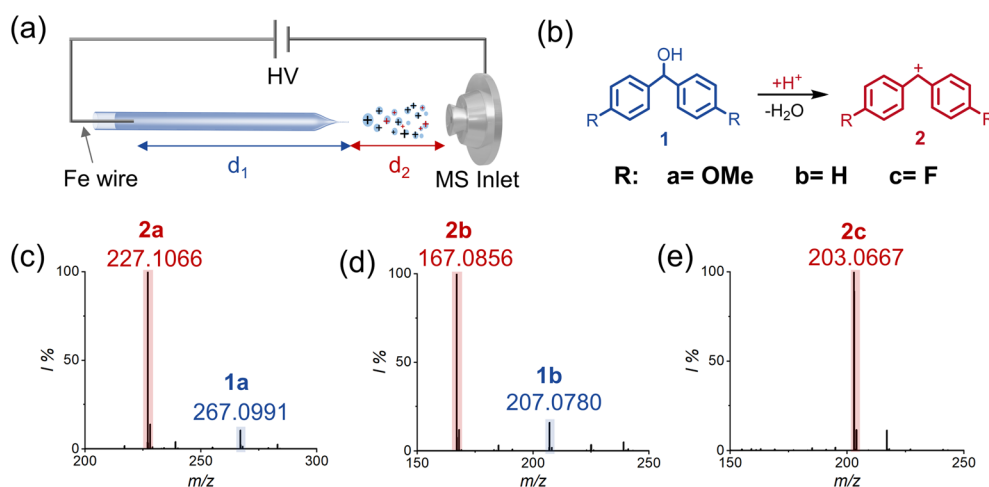 (a)
HV
Fe wire
d1
d2
MS Inlet
(b)
OH
R
R
1
+H+
-H2O
+
R
R
2
R: a= OMe b= H c= F
(c)
2a
227.1066
1a
267.0991
I %
100
50
0
200
250
300
m/z
(d)
2b
167.0856
1b
207.0780
I %
100
50
0
150
200
250
m/z
(e)
2c
203.0667
I %
100
50
0
150
200
250
m/z